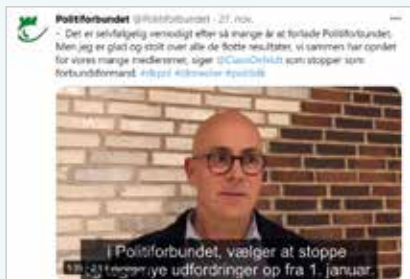 Politiforbundet @Politiforbundet · 27. nov.
- Det er selvfølgelig vemodigt efter så mange år at forlade Politiforbundet.
Men jeg er glad og stolt over alle de flotte resultater, vi sammen har opnået
for vores mange medlemmer, siger @ClausOxfeldt som stopper som
forbundsformand. #dkpol #politidk
i Politiforbundet, vælger at stoppe
nye udfordringer op fra 1. januar.